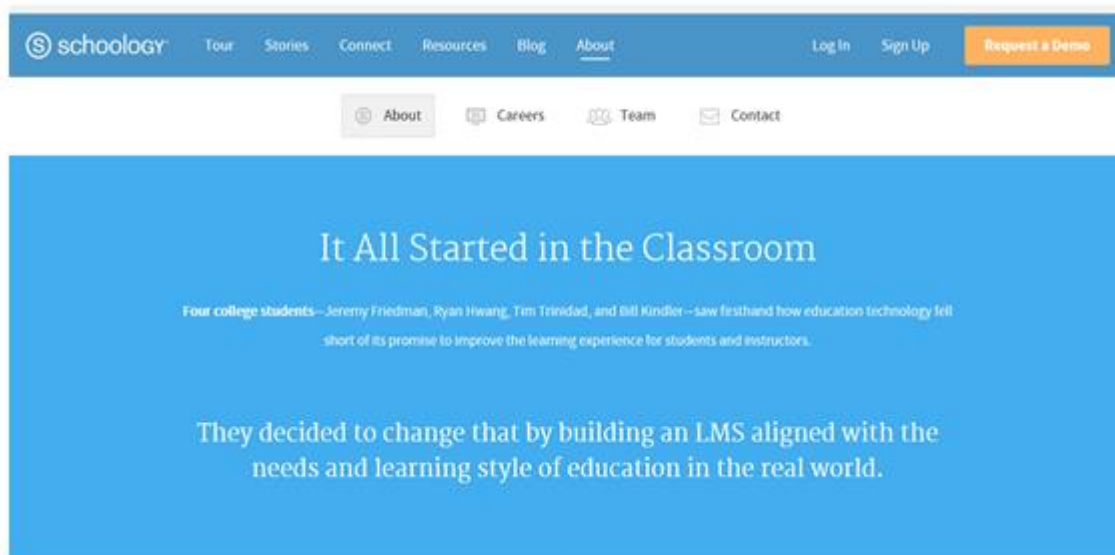 schoology Tour Stories Connect Resources Blog About Log In Sign Up Request a Demo
About Careers Team Contact
It All Started in the Classroom
Four college students—Jeremy Friedman, Ryan Hwang, Tim Trinidad, and Bill Kindler—saw firsthand how education technology fell
short of its promise to improve the learning experience for students and instructors.
They decided to change that by building an LMS aligned with the
needs and learning style of education in the real world.